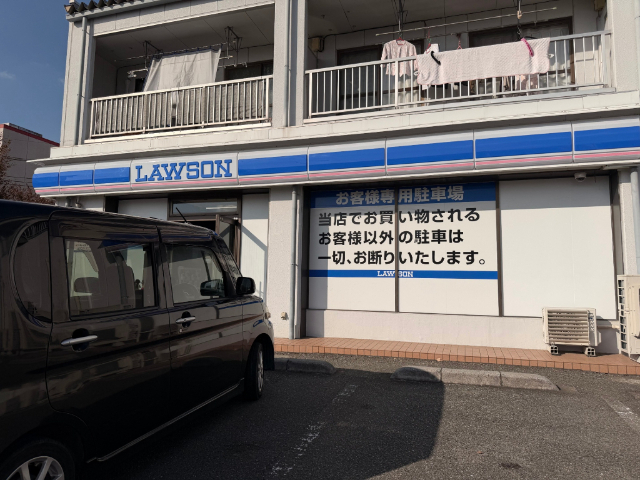 LAWSON
お客様専用駐車場
当店でお買い物される
お客様以外の駐車は
一切、お断りいたします。
LAWSON